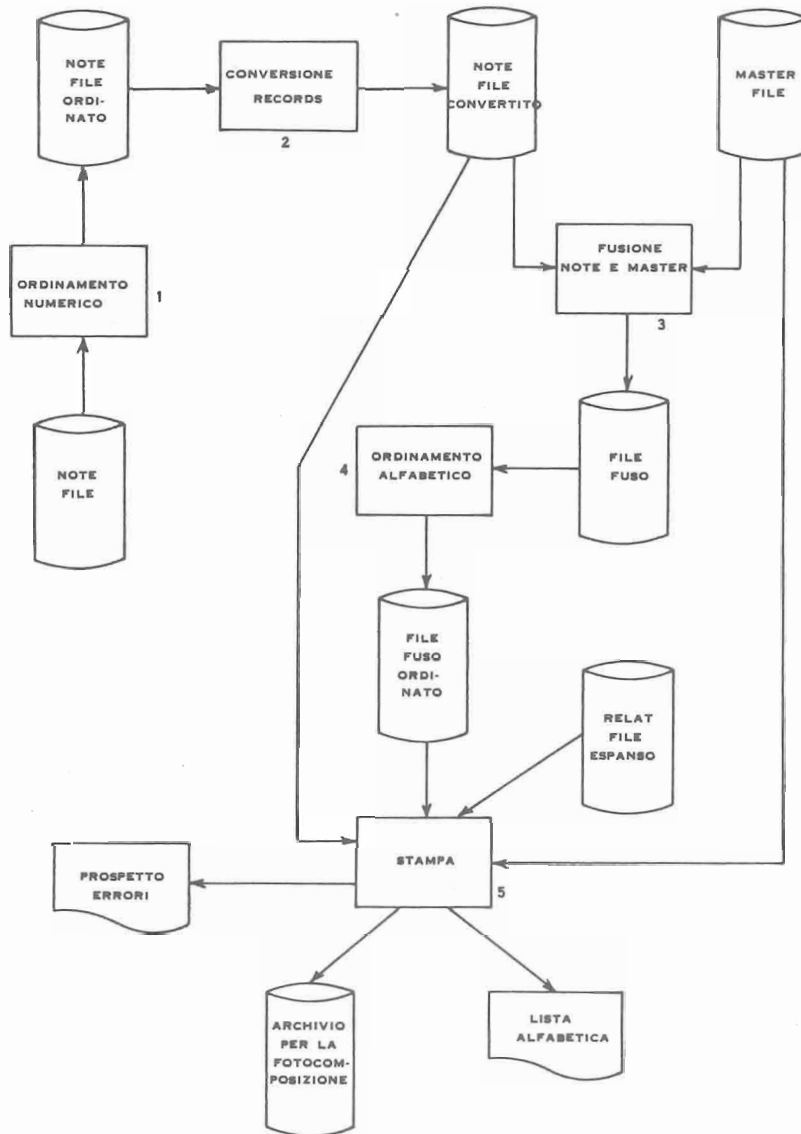 NOTE
FILE
ORDI-
NATO
CONVERSIONE
RECORDS
2
NOTE
FILE
CONVERTITO
MASTER
FILE
ORDINAMENTO
NUMERICO
1
FUSIONE
NOTE E MASTER
3
NOTE
FILE
4
ORDINAMENTO
ALFABETICO
FILE
FUSO
FILE
FUSO
ORDI-
NATO
RELAT
FILE
ESPANSO
STAMPA
5
PROSPETTO
ERRORI
ARCHIVIO
PER LA
FOTOCOM-
POSIZIONE
LISTA
ALFABETICA